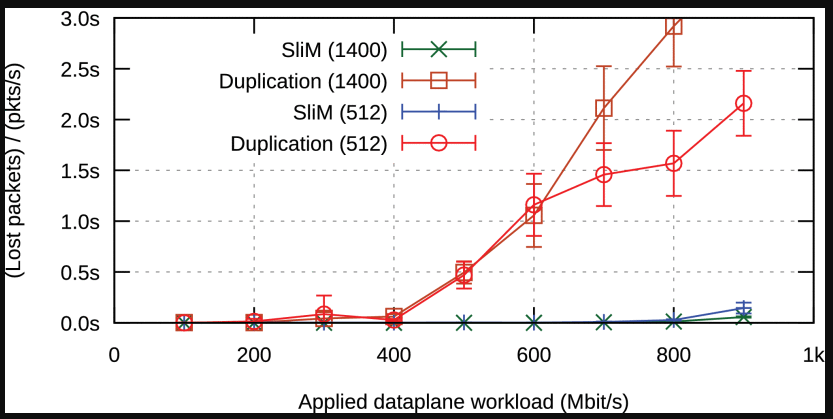 3.0s
2.5s
2.0s
1.5s
1.0s
0.5s
0.0s
(Lost packets) / (pkts/s)
SliM (1400)
Duplication (1400)
SliM (512)
Duplication (512)
0 200 400 600 800 1k
Applied dataplane workload (Mbit/s)